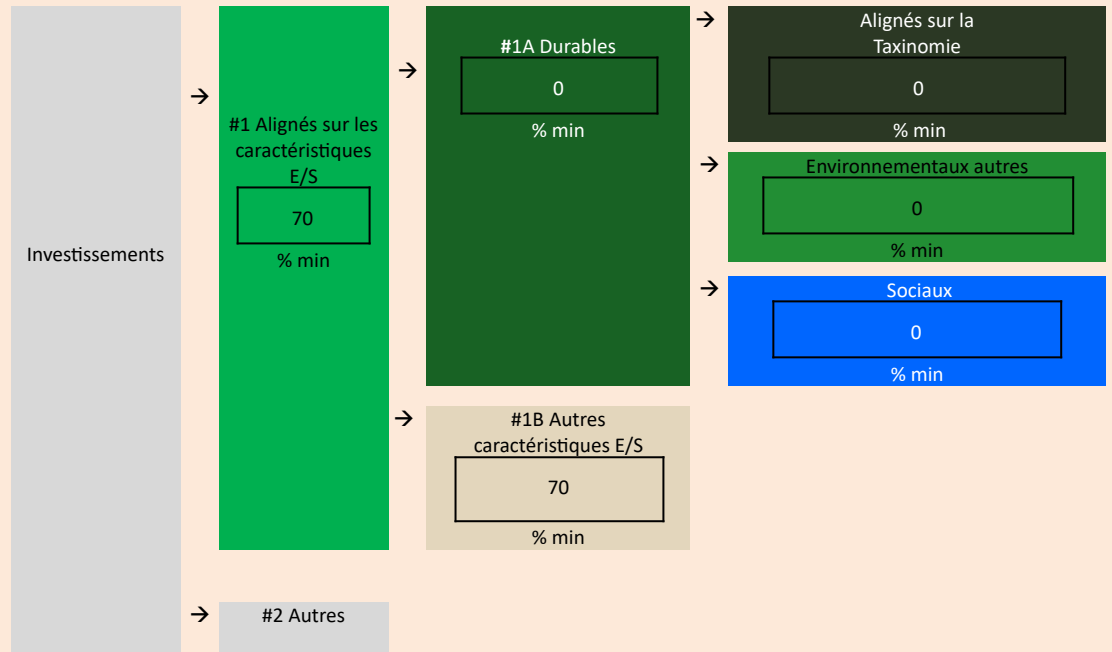 Investissements
→
#1 Alignés sur les
caractéristiques
E/S
70
% min
→
#1A Durables
0
% min
→
Alignés sur la
Taxinomie
0
% min
→
Environnementaux autres
0
% min
→
Sociaux
0
% min
→
#1B Autres
caractéristiques E/S
70
% min
→
#2 Autres